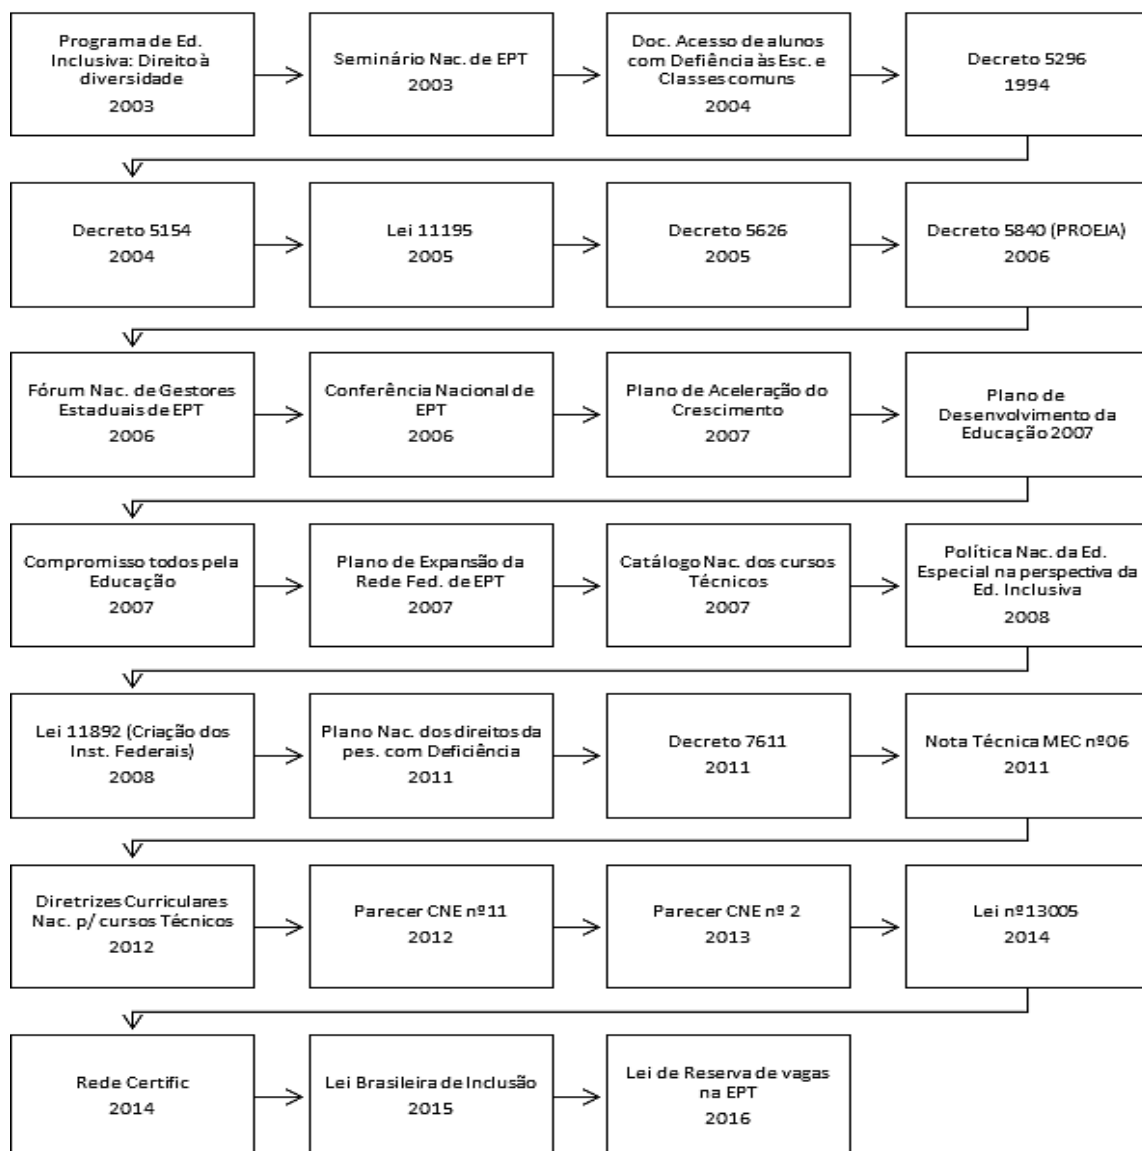 Programa de Ed.
Inclusiva: Direito à
diversidade
2003
Seminário Nac. de EPT
2003
Doc. Acesso de alunos
com Defiência às Esc. e
Classes comuns
2004
Decreto 5296
1994
Decreto 5154
2004
Lei 11195
2005
Decreto 5626
2005
Decreto 5840 (PROEJA)
2006
Fórum Nac. de Gestores
Estaduais de EPT
2006
Conferência Nacional de
EPT
2006
Plano de Aceleração do
Crescimento
2007
Plano de
Desenvolvimento da
Educação 2007
Compromisso todos pela
Educação
2007
Plano de Expansão da
Rede Fed. de EPT
2007
Catálogo Nac. dos cursos
Técnicos
2007
Política Nac. da Ed.
Especial na perspectiva da
Ed. Inclusiva
2008
Lei 11892 (Criação dos
Inst. Federais)
2008
Plano Nac. dos direitos da
pes. com Deficiência
2011
Decreto 7611
2011
Nota Técnica MEC nº06
2011
Diretrizes Curriculares
Nac. p/ cursos Técnicos
2012
Parecer CNE nº11
2012
Parecer CNE nº 2
2013
Lei nº13005
2014
Rede Certific
2014
Lei Brasileira de Inclusão
2015
Lei de Reserva de vagas
na EPT
2016